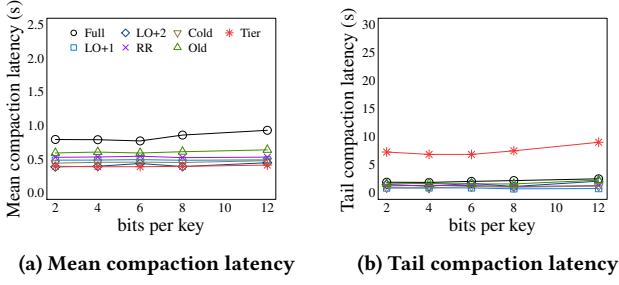 Mean compaction latency (s)
2.5
2.0
1.5
1.0
0.5
0.0
Full
LO+2
Cold
Tier
LO+1
RR
Old
2 4 6 8 10 12
bits per key
(a) Mean compaction latency
Tail compaction latency (s)
30
25
20
15
10
5
0
2 4 6 8 10 12
bits per key
(b) Tail compaction latency